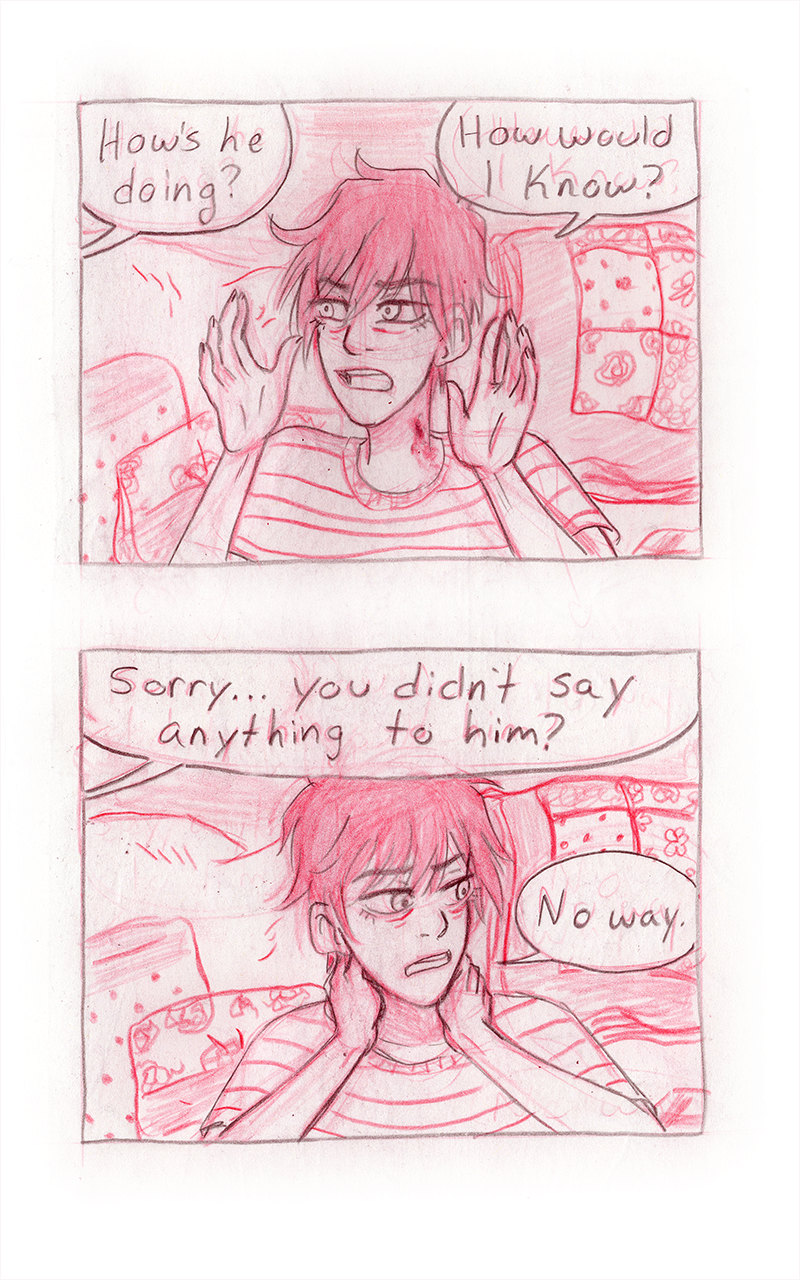 How's he
doing?
How would
I Know?
Sorry... you didn't say
anything to him?
No way.